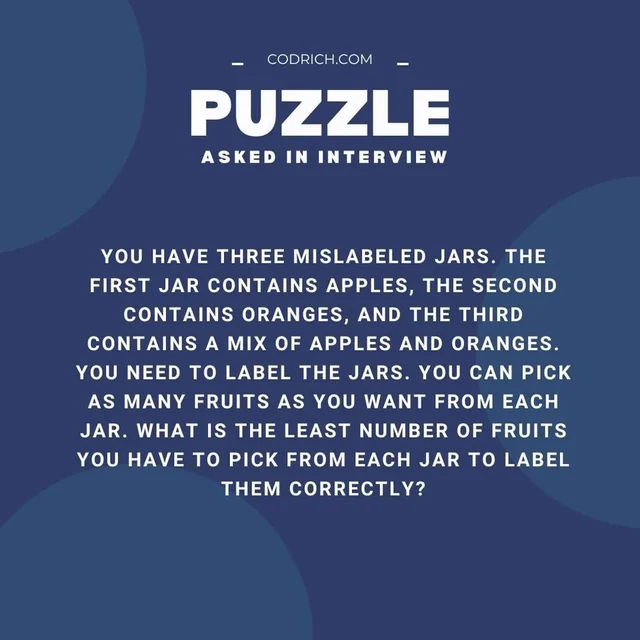 CODRICH.COM
PUZZLE
ASKED IN INTERVIEW
YOU HAVE THREE MISLABELED JARS. THE
FIRST JAR CONTAINS APPLES, THE SECOND
CONTAINS ORANGES, AND THE THIRD
CONTAINS A MIX OF APPLES AND ORANGES.
YOU NEED TO LABEL THE JARS. YOU CAN PICK
AS MANY FRUITS AS YOU WANT FROM EACH
JAR. WHAT IS THE LEAST NUMBER OF FRUITS
YOU HAVE TO PICK FROM EACH JAR TO LABEL
THEM CORRECTLY?